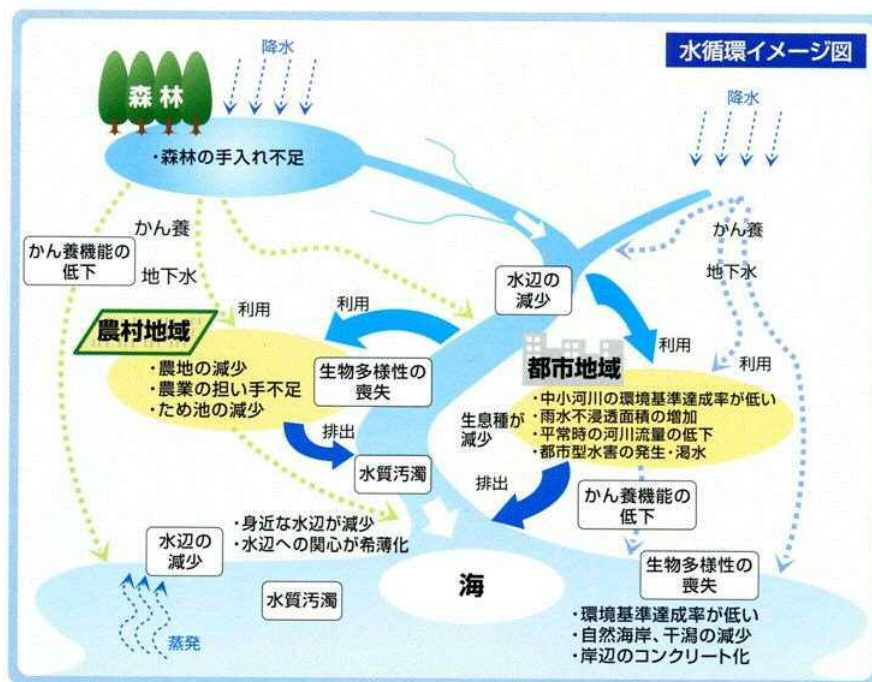 水循環イメージ図
降水
降水
森林
・森林の手入れ不足
かん養
かん養機能の
低下
地下水
かん養
地下水
水辺の
減少
利用
利用
利用
利用
農村地域
・農地の減少
・農業の担い手不足
・ため池の減少
生物多様性の
喪失
都市地域
・中小河川の環境基準達成率が低い
・雨水不浸透面積の増加
・平常時の河川流量の低下
・都市型水害の発生・渇水
生息種が
減少
排出
水質汚濁
排出
かん養機能の
低下
・身近な水辺が減少
・水辺への関心が希薄化
水辺の
減少
水質汚濁
海
生物多様性の
喪失
・環境基準達成率が低い
・自然海岸、干潟の減少
・岸辺のコンクリート化
蒸発